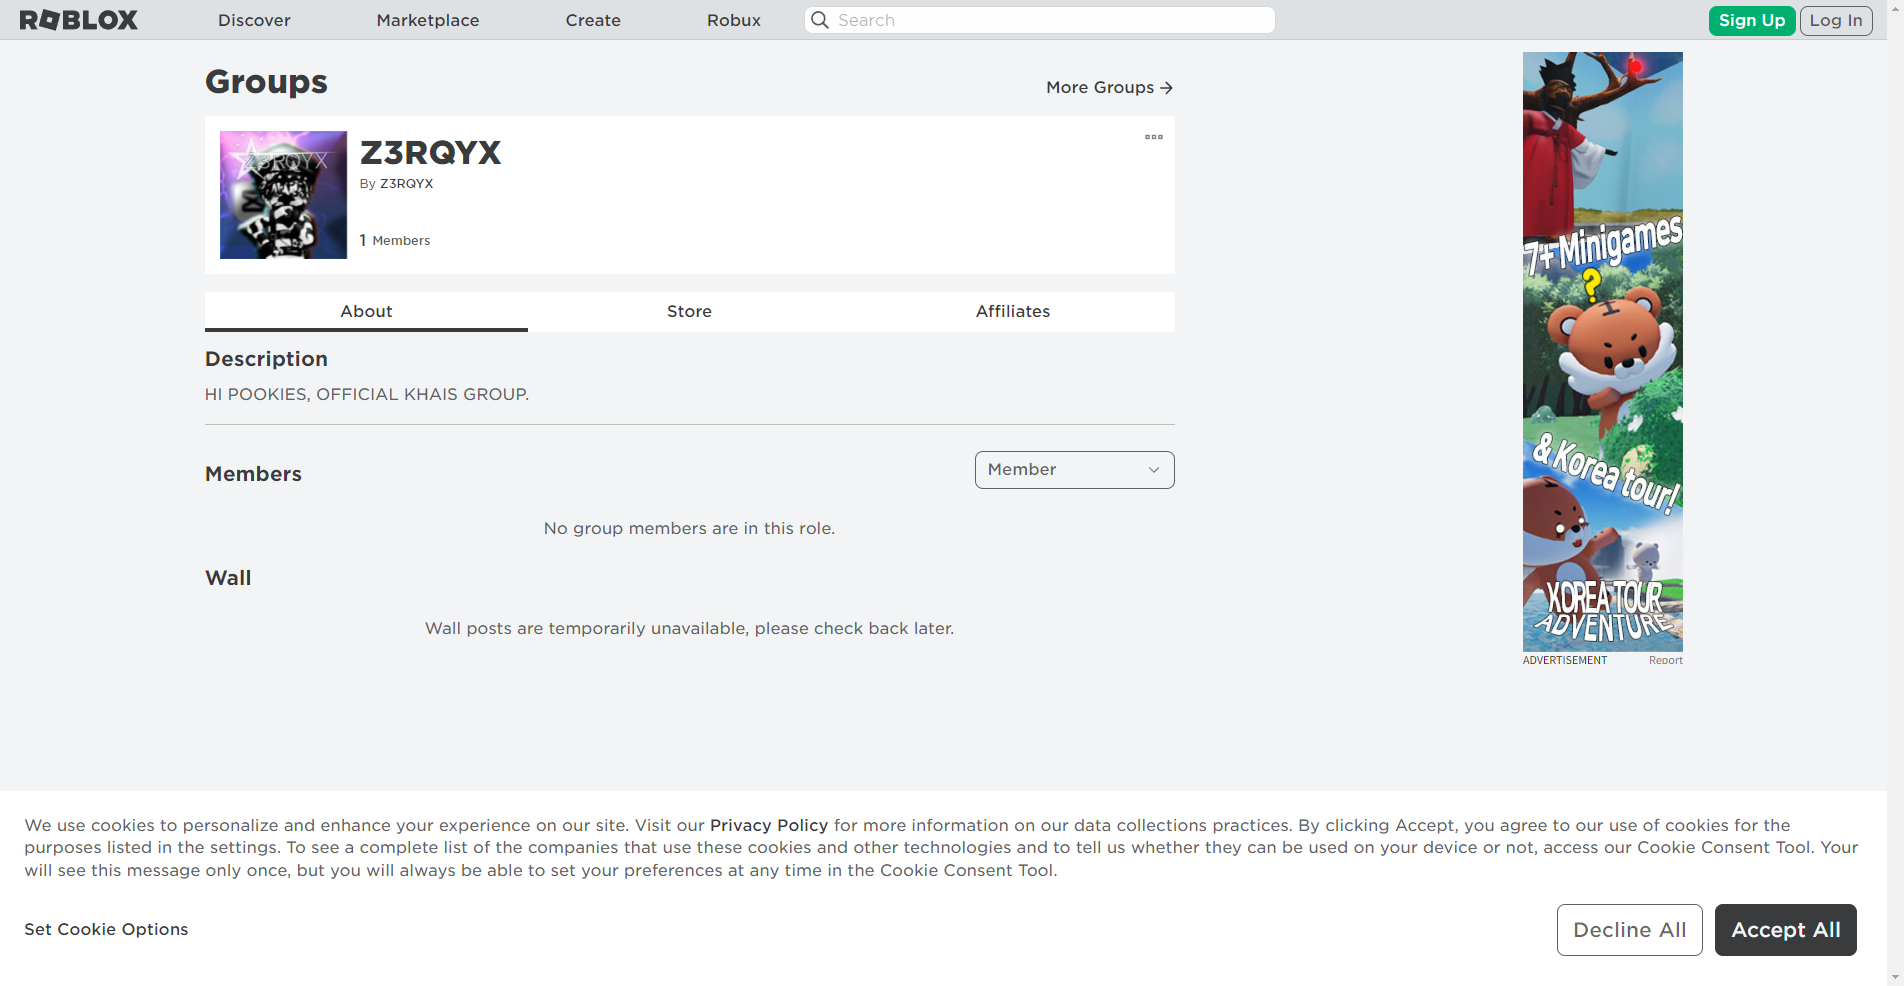 ROBLOX
Discover
Marketplace
Create
Robux
Search
Sign Up
Log In
Groups
More Groups
Z3RQYX
Z3RQYX
By Z3RQYX
1 Members
About
Store
Affiliates
Description
HI POOKIES, OFFICIAL KHAIS GROUP.
Members
Member
No group members are in this role.
Wall
Wall posts are temporarily unavailable, please check back later.
7+ Minigames
?
& Korea tour!
KOREA TOUR
ADVENTURE
ADVERTISEMENT
Report
We use cookies to personalize and enhance your experience on our site. Visit our Privacy Policy for more information on our data collections practices. By clicking Accept, you agree to our use of cookies for the
purposes listed in the settings. To see a complete list of the companies that use these cookies and other technologies and to tell us whether they can be used on your device or not, access our Cookie Consent Tool. Your
will see this message only once, but you will always be able to set your preferences at any time in the Cookie Consent Tool.
Set Cookie Options
Decline All
Accept All